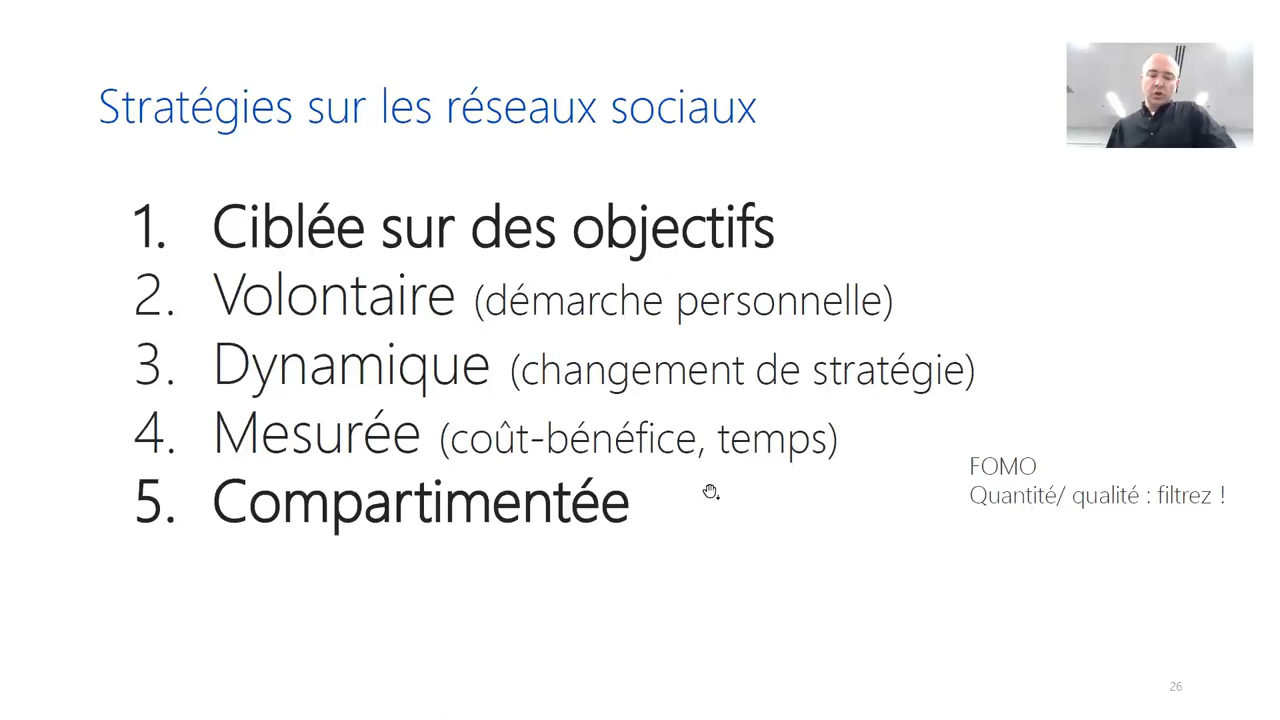 Stratégies sur les réseaux sociaux
1. Ciblée sur des objectifs
2. Volontaire (démarche personnelle)
3. Dynamique (changement de stratégie)
4. Mesurée (coût-bénéfice, temps)
5. Compartimentée
FOMO
Quantité/ qualité : filtrez !
26